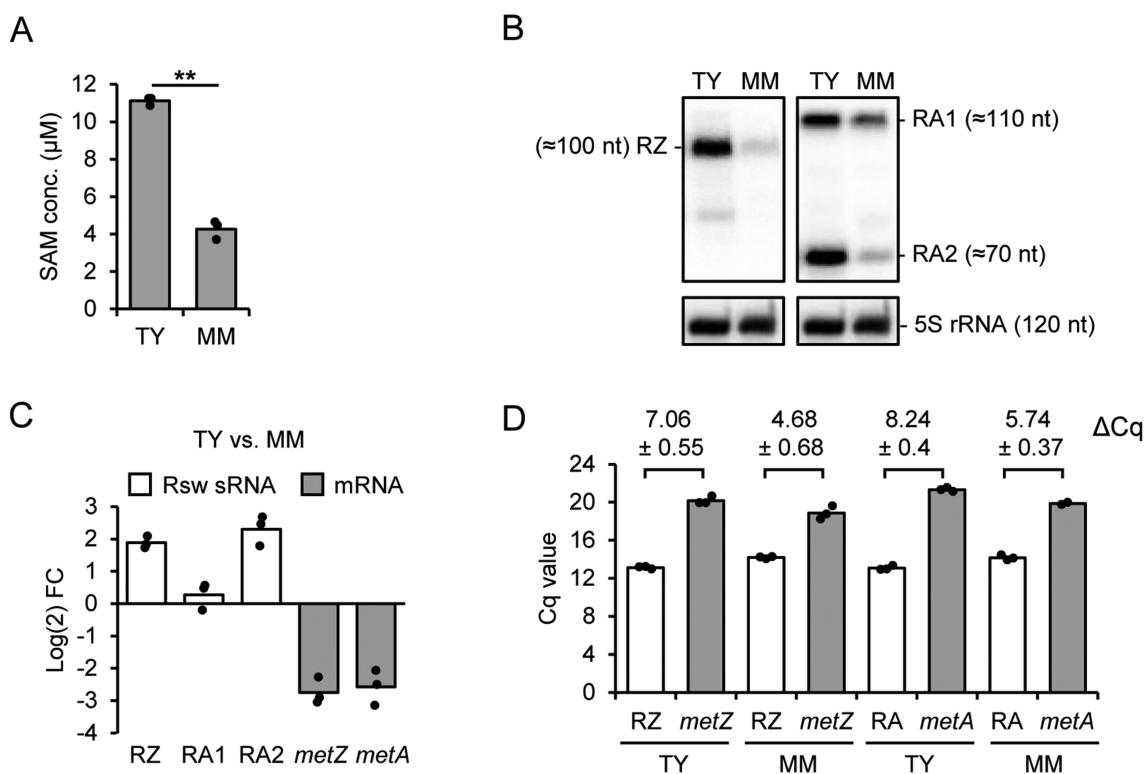 A
**
12
10
8
6
4
2
0
SAM conc. (µM)
TY MM
B
TY MM TY MM
(≈100 nt) RZ
RA1 (≈110 nt)
RA2 (≈70 nt)
5S rRNA (120 nt)
C
TY vs. MM
Rsw sRNA mRNA
3
2
1
0
-1
-2
-3
-4
Log(2) FC
RZ RA1 RA2 metZ metA
D
7.06 4.68 8.24 5.74 ΔCq
± 0.55 ± 0.68 ± 0.4 ± 0.37
24
20
16
12
8
4
0
Cq value
RZ metZ RZ metZ RA metA RA metA
TY MM TY MM